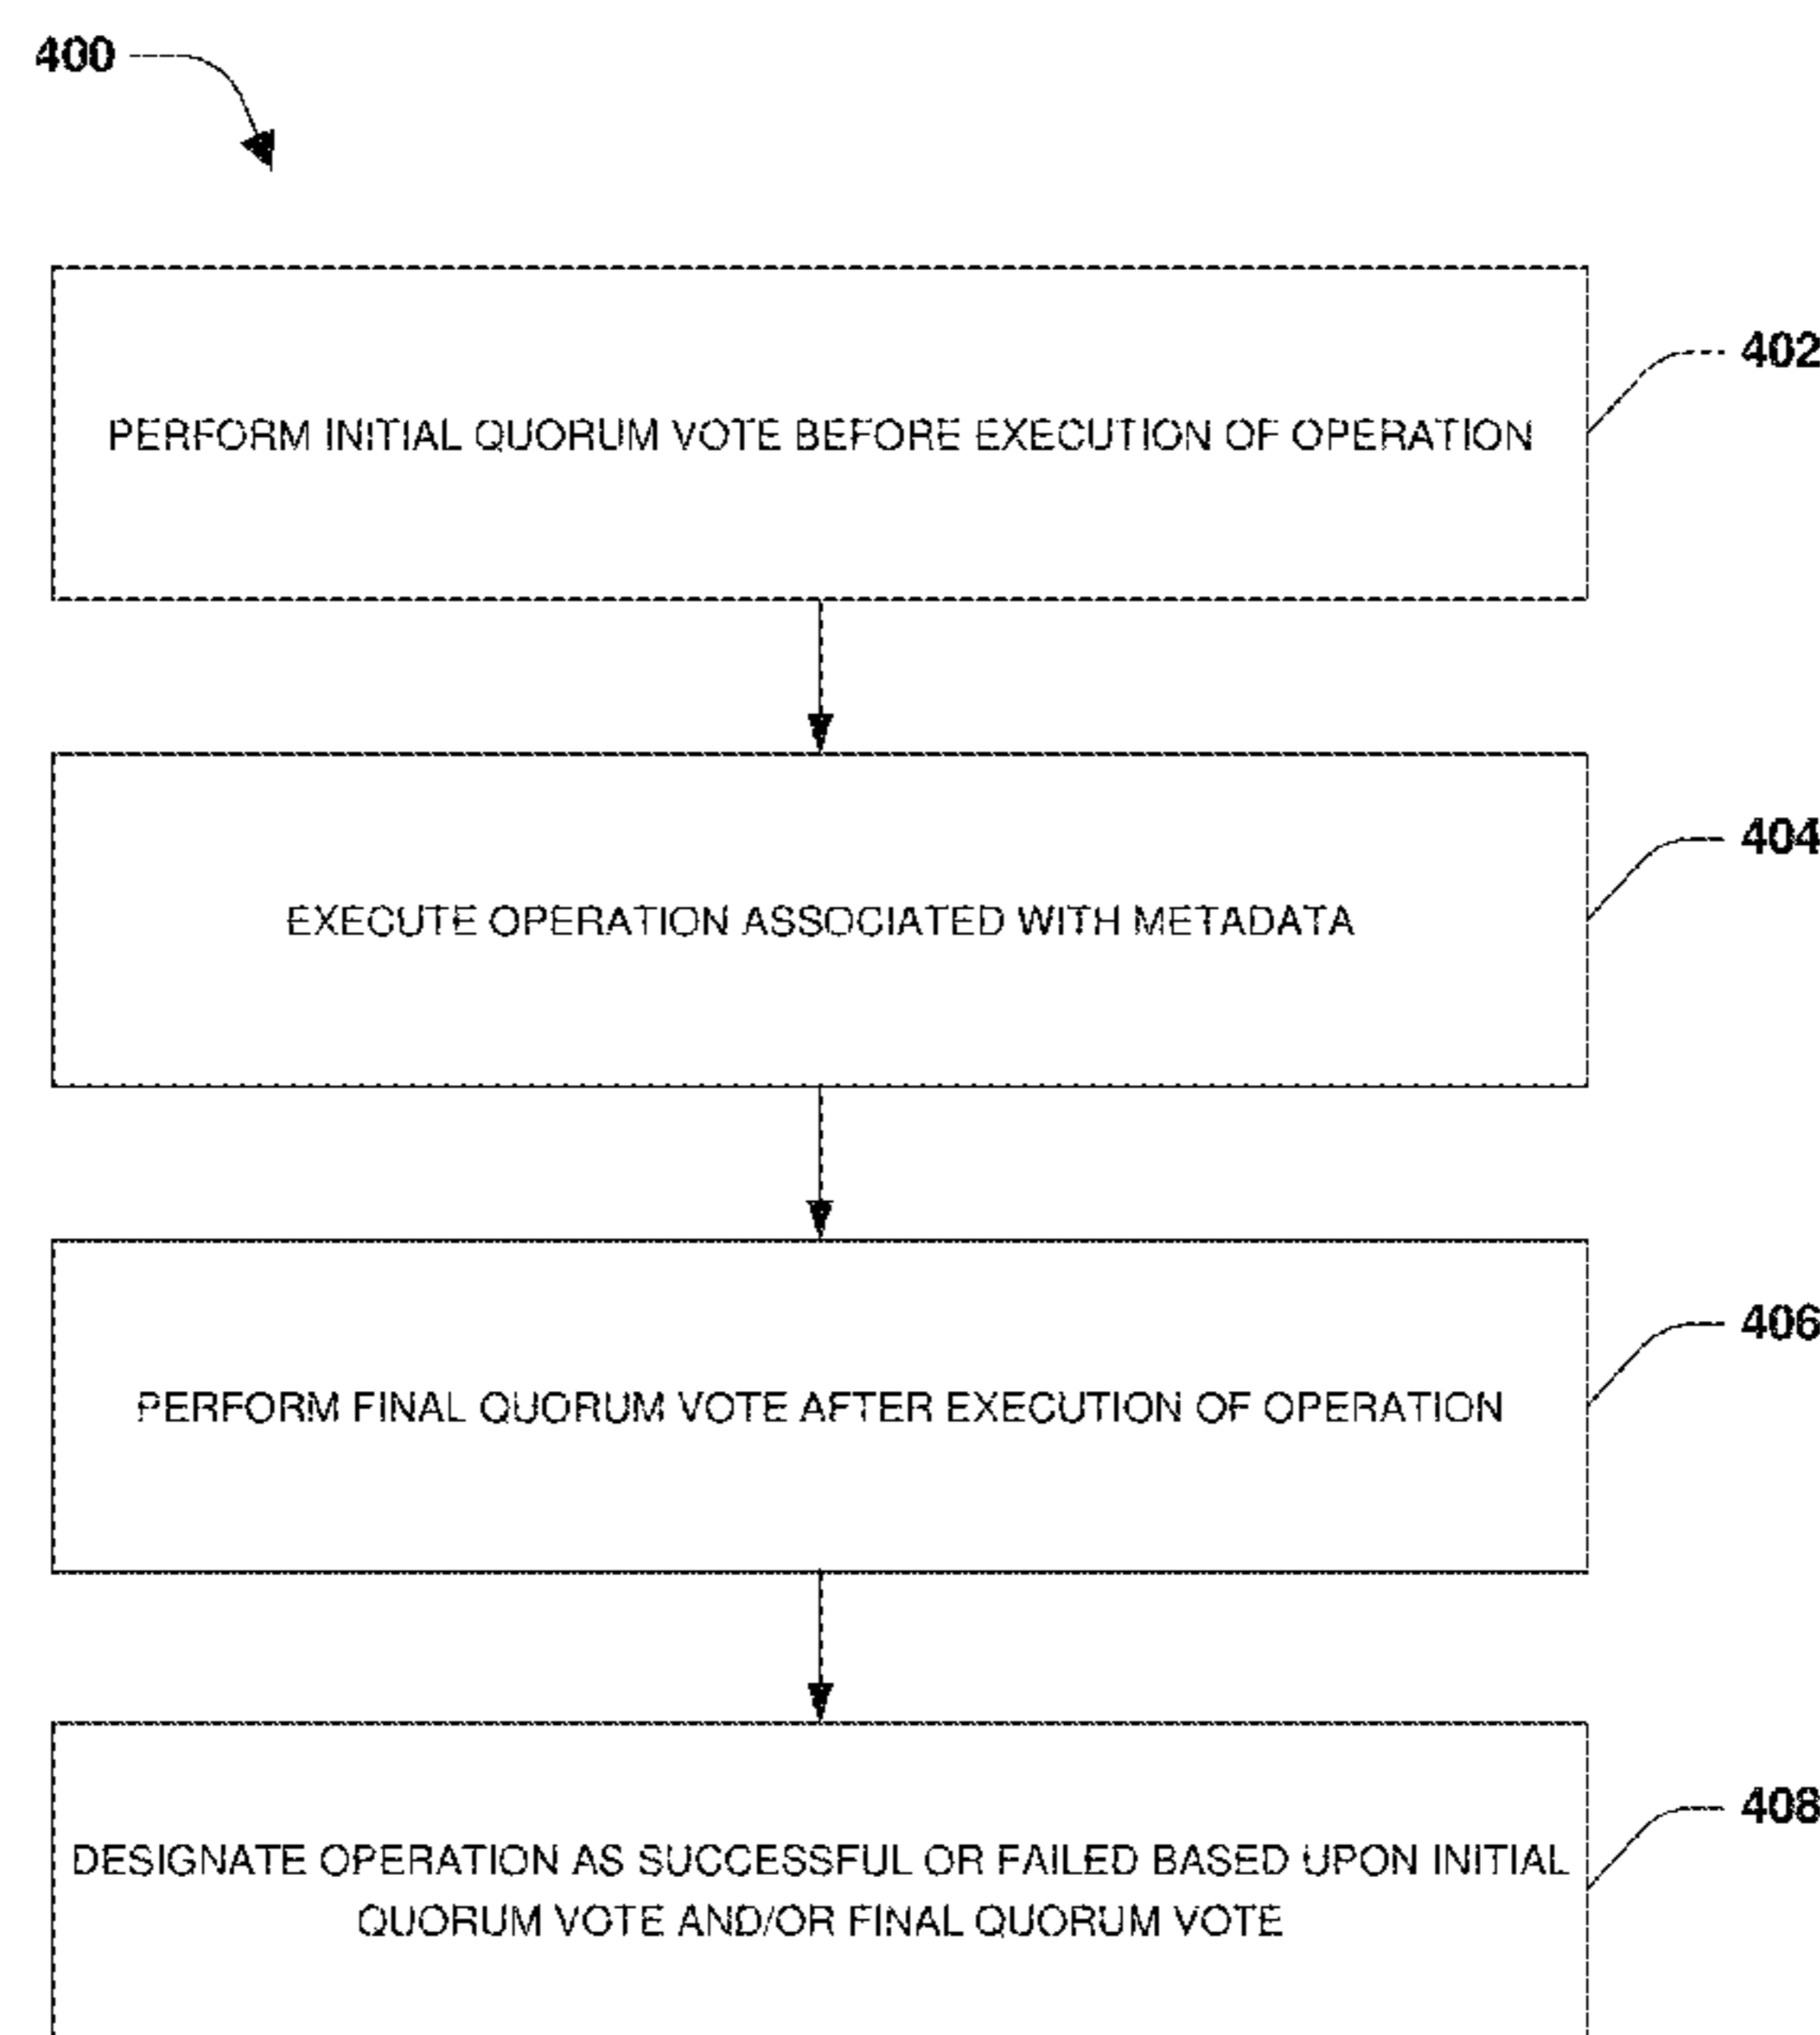 400
402
PERFORM INITIAL QUORUM VOTE BEFORE EXECUTION OF OPERATION
404
EXECUTE OPERATION ASSOCIATED WITH METADATA
406
PERFORM FINAL QUORUM VOTE AFTER EXECUTION OF OPERATION
408
DESIGNATE OPERATION AS SUCCESSFUL OR FAILED BASED UPON INITIAL
QUORUM VOTE AND/OR FINAL QUORUM VOTE